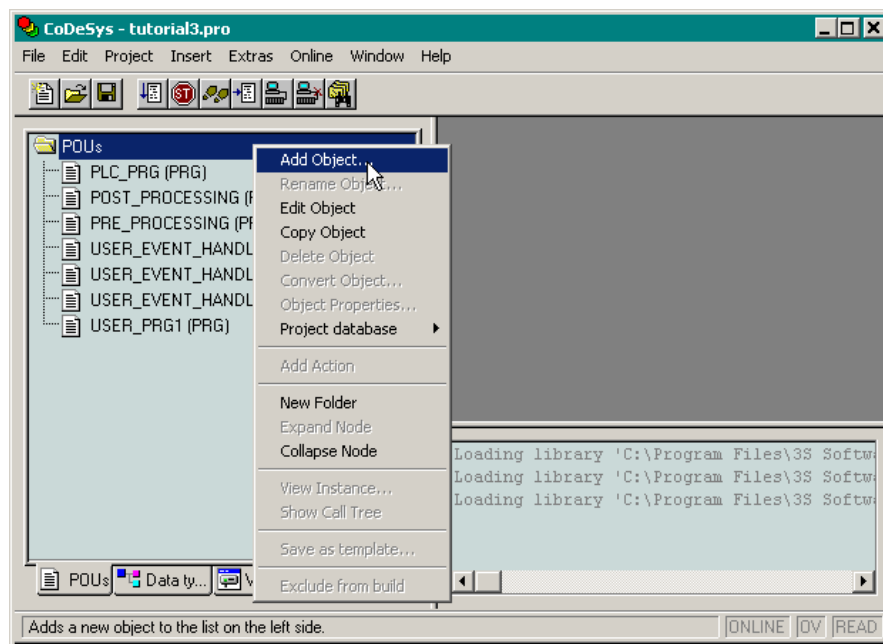 CoDeSys - tutorial3.pro
File Edit Project Insert Extras Online Window Help
ST
POUs
PLC_PRG (PRG)
POST_PROCESSING (
PRE_PROCESSING (PR
USER_EVENT_HANDL
USER_EVENT_HANDL
USER_EVENT_HANDL
USER_PRG1 (PRG)
Add Object...
Rename Object...
Edit Object
Copy Object
Delete Object
Convert Object...
Object Properties...
Project database
Add Action
New Folder
Expand Node
Collapse Node
View Instance...
Show Call Tree
Save as template...
Exclude from build
Loading library 'C:\Program Files\3S Softw
Loading library 'C:\Program Files\3S Softw
Loading library 'C:\Program Files\3S Softw
POUs Data ty... V
Adds a new object to the list on the left side. ONLINE OV READ